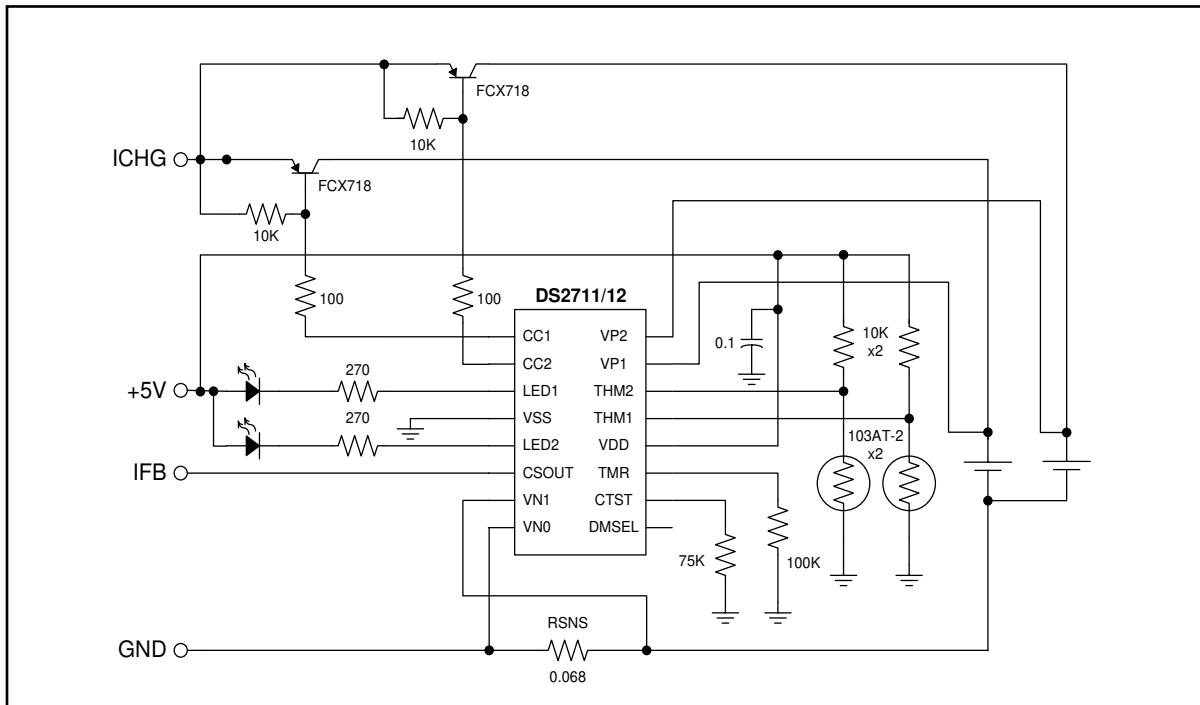 FCX718
10K
ICHG
FCX718
10K
100
100
DS2711/12
CC1
VP2
0.1
10K
x2
CC2
VP1
270
+5V
LED1
THM2
VSS
THM1
270
LED2
VDD
103AT-2
x2
IFB
CSOUT
TMR
VN1
CTST
VN0
DMSEL
75K
100K
RSNS
GND
0.068